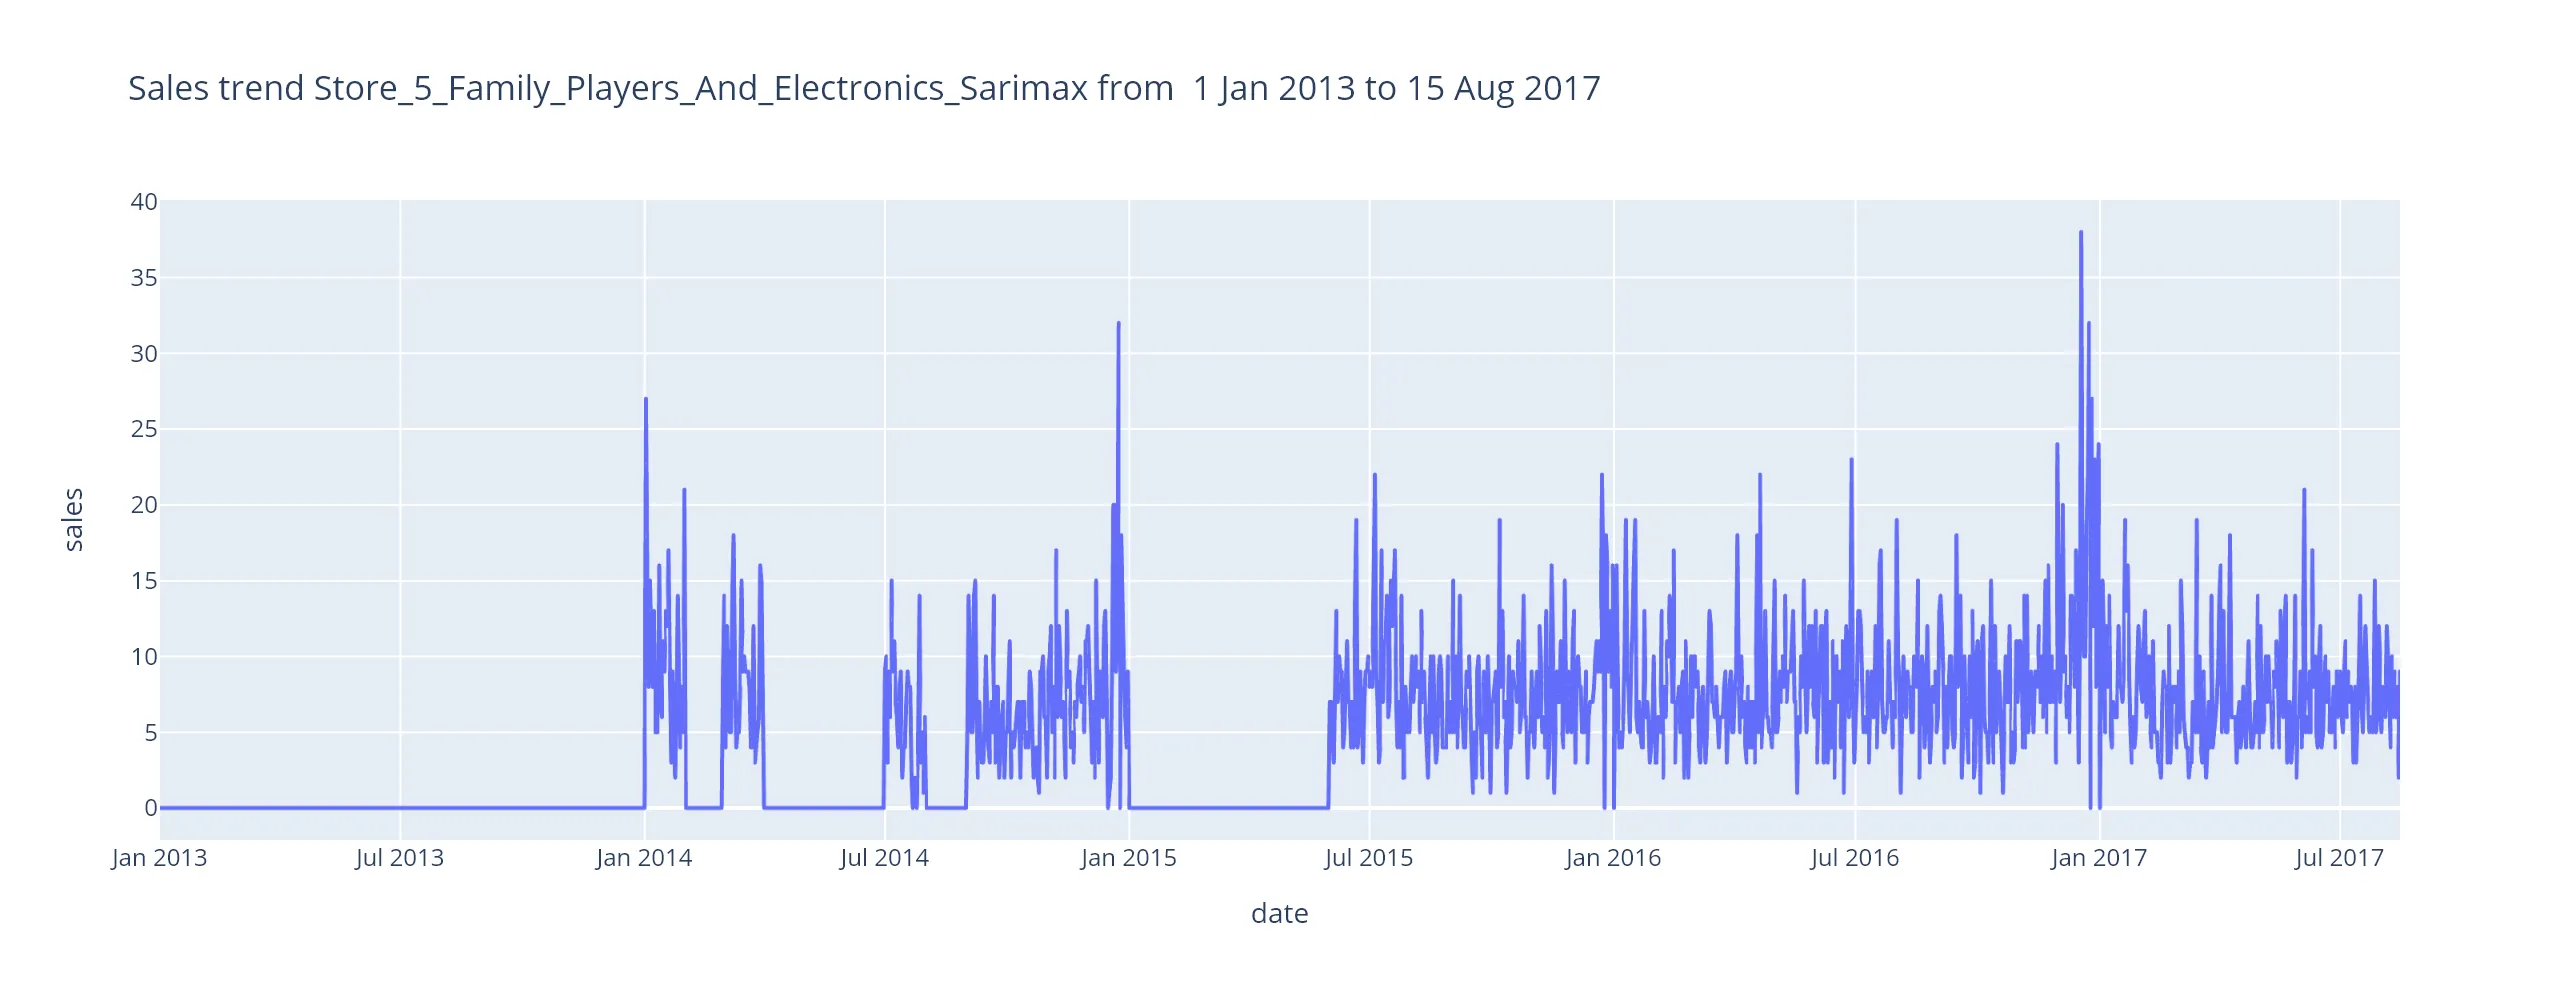 Sales trend Store_5_Family_Players_And_Electronics_Sarimax from  1 Jan 2013 to 15 Aug 2017
40
35
30
25
20
15
10
5
0
sales
Jan 2013
Jul 2013
Jan 2014
Jul 2014
Jan 2015
Jul 2015
Jan 2016
Jul 2016
Jan 2017
Jul 2017
date